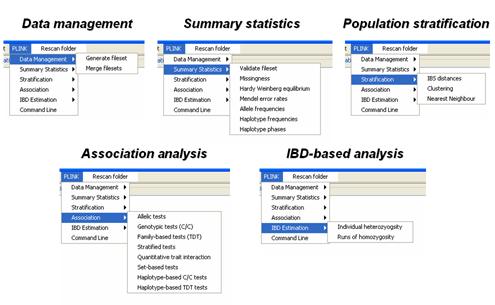 Data management
PLINK Rescan folder
Data Management
Summary Statistics
Stratification
Association
IBD Estimation
Command Line
Generate fileset
Merge filesets
Summary statistics
PLINK Rescan folder
Data Management
Summary Statistics
Stratification
Association
IBD Estimation
Command Line
Validate fileset
Missingness
Hardy Weinberg equilibrium
Mendel error rates
Allele frequencies
Haplotype frequencies
Haplotype phases
Population stratification
PLINK Rescan folder
Data Management
Summary Statistics
Stratification
Association
IBD Estimation
Command Line
IBS distances
Clustering
Nearest Neighbour
Association analysis
PLINK Rescan folder
Data Management
Summary Statistics
Stratification
Association
IBD Estimation
Command Line
Allelic tests
Genotypic tests (C/C)
Family-based tests (TDT)
Stratified tests
Quantitative trait interaction
Set-based tests
Haplotype-based C/C tests
Haplotype-based TDT tests
IBD-based analysis
PLINK Rescan folder
Data Management
Summary Statistics
Stratification
Association
IBD Estimation
Command Line
Individual heterozygosity
Runs of homozygosity